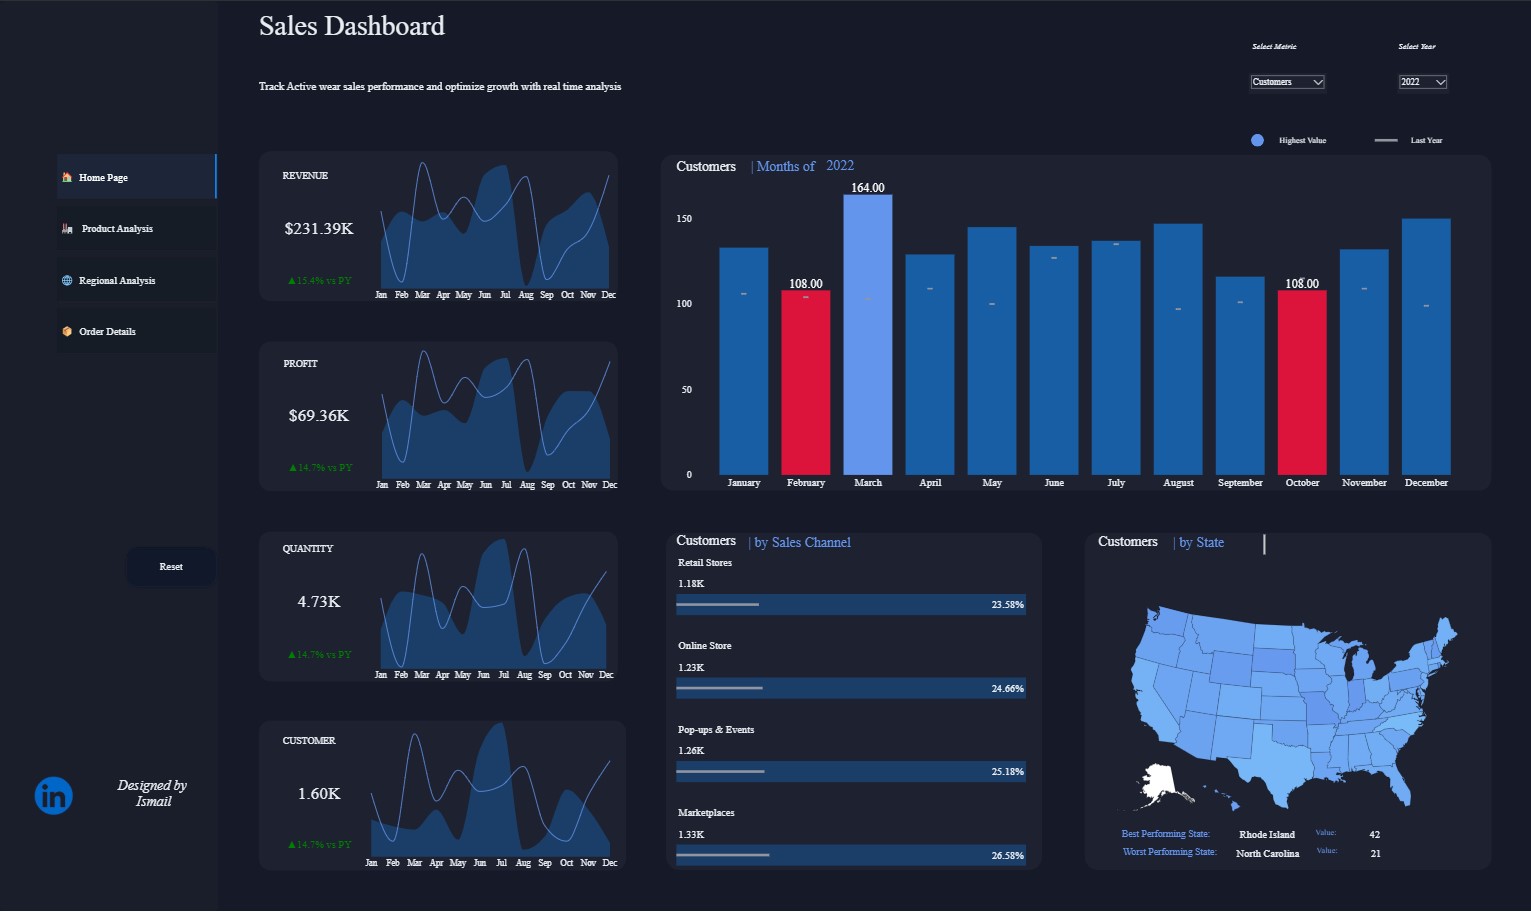 Sales Dashboard
Track Active wear sales performance and optimize growth with real time analysis
Select Metric
Select Year
Customers
2022
Highest Value
Last Year
Home Page
Product Analysis
Regional Analysis
Order Details
Reset
in
Designed by
Ismail
REVENUE
$231.39K
▲15.4% vs PY
Jan Feb Mar Apr May Jun Jul Aug Sep Oct Nov Dec
PROFIT
$69.36K
▲14.7% vs PY
Jan Feb Mar Apr May Jun Jul Aug Sep Oct Nov Dec
QUANTITY
4.73K
▲14.7% vs PY
Jan Feb Mar Apr May Jun Jul Aug Sep Oct Nov Dec
CUSTOMER
1.60K
▲14.7% vs PY
Jan Feb Mar Apr May Jun Jul Aug Sep Oct Nov Dec
Customers | Months of 2022
164.00
108.00
108.00
150
100
50
0
January February March April May June July August September October November December
Customers | by Sales Channel
Retail Stores
1.18K
23.58%
Online Store
1.23K
24.66%
Pop-ups & Events
1.26K
25.18%
Marketplaces
1.33K
26.58%
Customers | by State
Best Performing State: Rhode Island Value: 42
Worst Performing State: North Carolina Value: 21